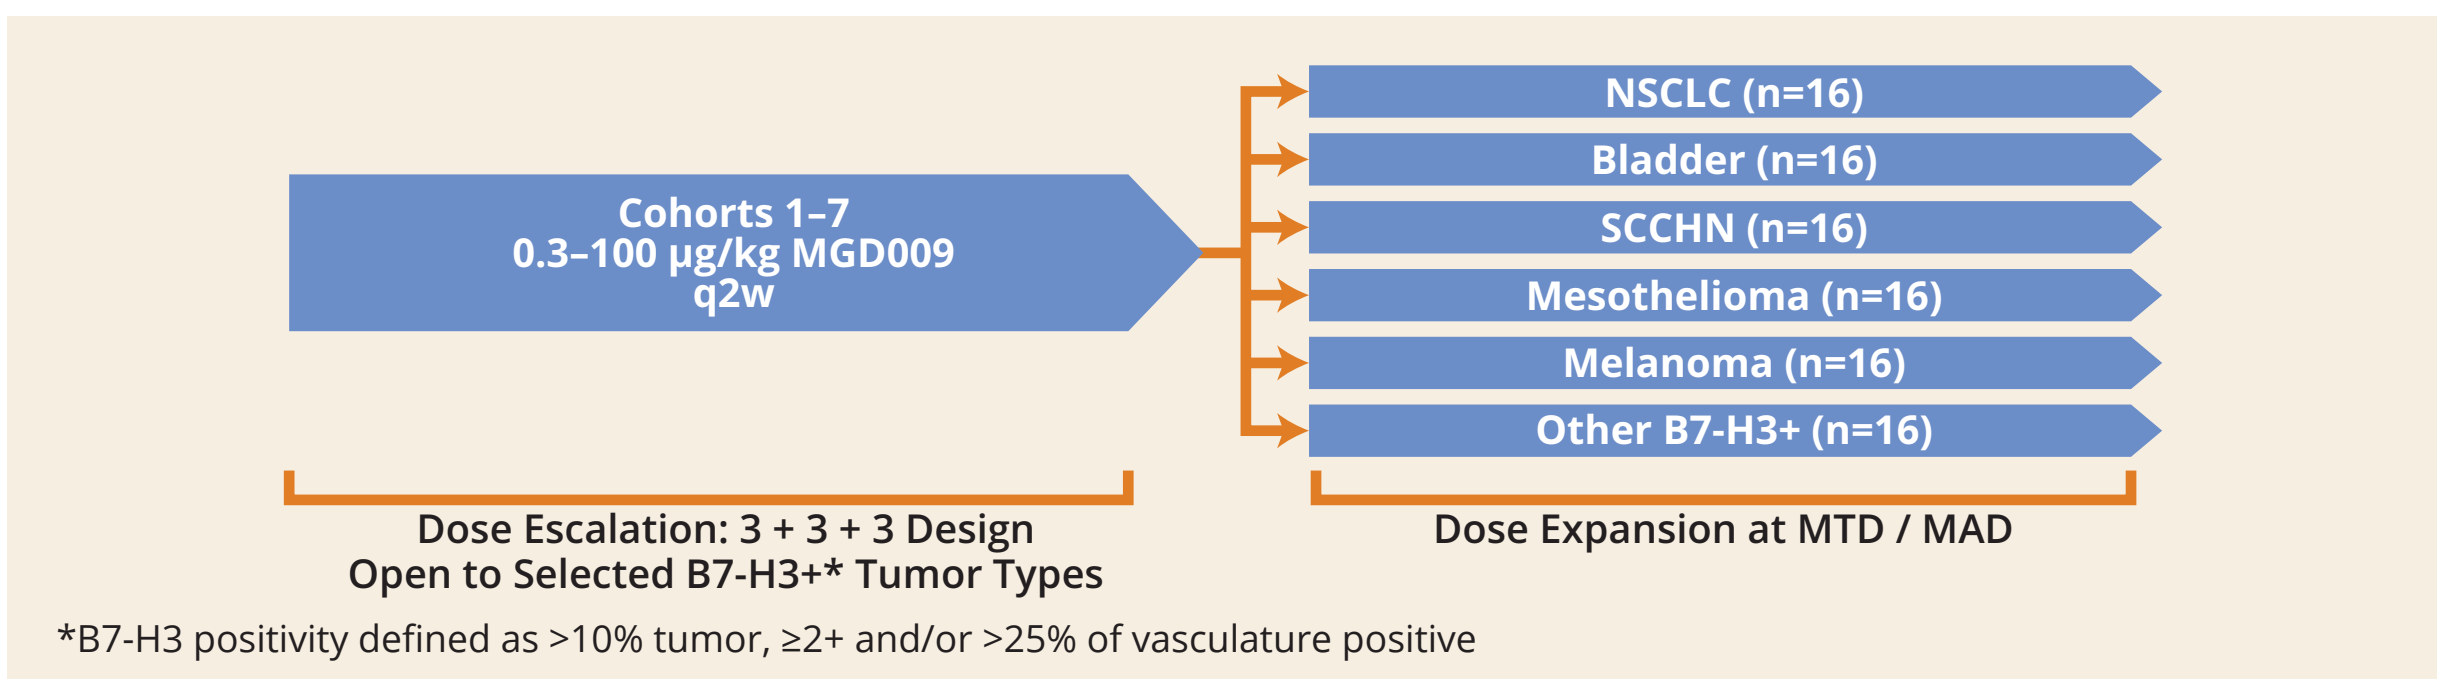 Cohorts 1–7
0.3–100 µg/kg MGD009
q2w
NSCLC (n=16)
Bladder (n=16)
SCCHN (n=16)
Mesothelioma (n=16)
Melanoma (n=16)
Other B7-H3+ (n=16)
Dose Escalation: 3 + 3 + 3 Design
Open to Selected B7-H3+* Tumor Types
Dose Expansion at MTD / MAD
*B7-H3 positivity defined as >10% tumor, ≥2+ and/or >25% of vasculature positive